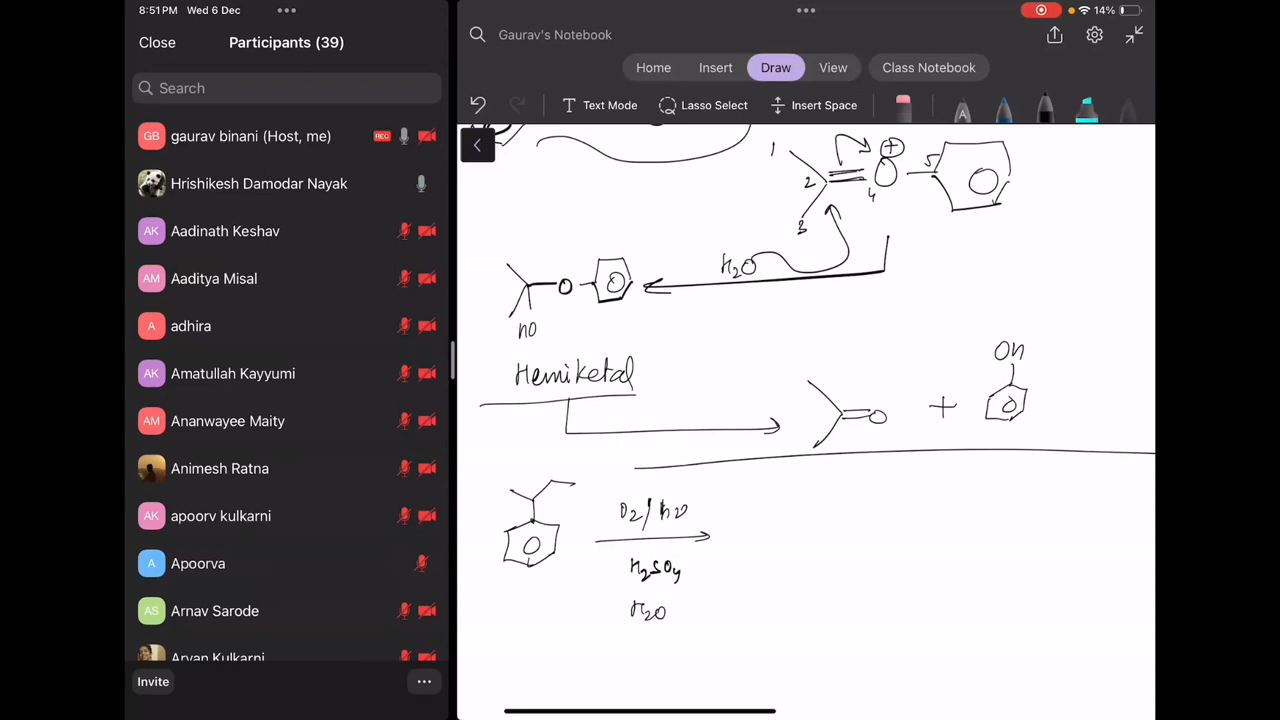 8:51PM Wed 6 Dec
14%
Close
Participants (39)
Search
GB gaurav binani (Host, me) REC
Hrishikesh Damodar Nayak
AK Aadinath Keshav
AM Aaditya Misal
A adhira
AK Amatullah Kayyumi
AM Ananwayee Maity
Animesh Ratna
AK apoorv kulkarni
A Apoorva
AS Arnav Sarode
Aryan Kulkarni
Invite
Gaurav's Notebook
Home Insert Draw View Class Notebook
Text Mode Lasso Select Insert Space
1 2 3 4 5 O +
H2O
O
HO
Hemiketal
OH
O +
O2/hν
H2SO4
H2O